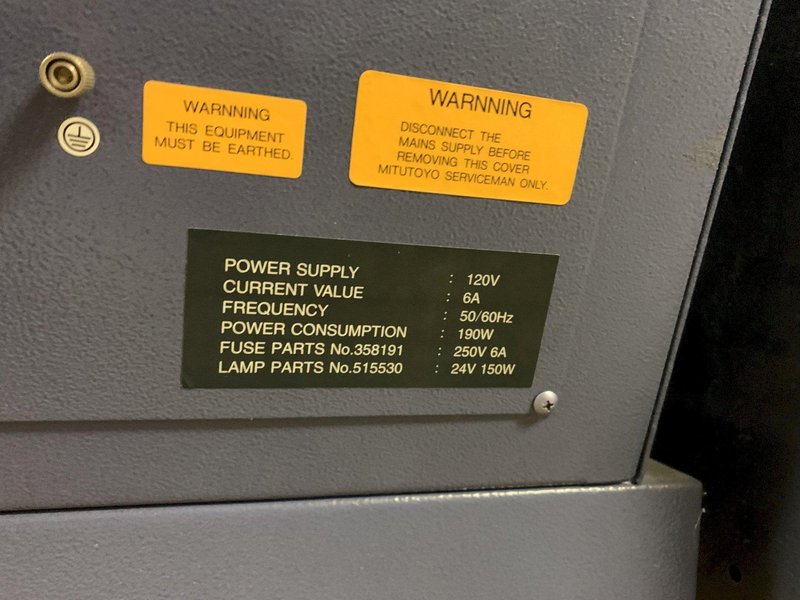 WARNNING
THIS EQUIPMENT
MUST BE EARTHED.
WARNNING
DISCONNECT THE
MAINS SUPPLY BEFORE
REMOVING THIS COVER
MITUTOYO SERVICEMAN ONLY.
POWER SUPPLY : 120V
CURRENT VALUE : 6A
FREQUENCY : 50/60Hz
POWER CONSUMPTION : 190W
FUSE PARTS No.358191 : 250V 6A
LAMP PARTS No.515530 : 24V 150W